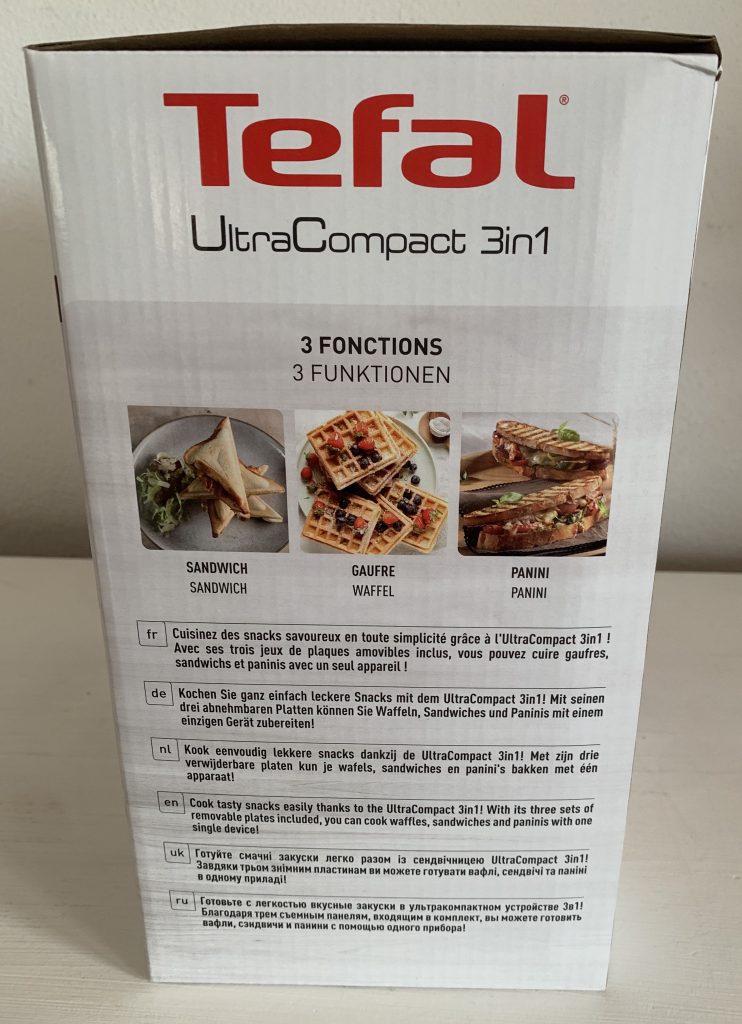 Tefal®
UltraCompact 3in1
3 FONCTIONS
3 FUNKTIONEN
SANDWICH
SANDWICH
GAUFRE
WAFFEL
PANINI
PANINI
fr Cuisinez des snacks savoureux en toute simplicité grâce à l'UltraCompact 3in1 !
Avec ses trois jeux de plaques amovibles inclus, vous pouvez cuire gaufres,
sandwichs et paninis avec un seul appareil !
de Kochen Sie ganz einfach leckere Snacks mit dem UltraCompact 3in1! Mit seinen
drei abnehmbaren Platten können Sie Waffeln, Sandwiches und Paninis mit einem
einzigen Gerät zubereiten!
nl Kook eenvoudig lekkere snacks dankzij de UltraCompact 3in1! Met zijn drie
verwijderbare platen kun je wafels, sandwiches en panini's bakken met één
apparaat!
en Cook tasty snacks easily thanks to the UltraCompact 3in1! With its three sets of
removable plates included, you can cook waffles, sandwiches and paninis with one
single device!
uk Готуйте смачні закуски легко разом із сендвічницею UltraCompact 3in1!
Завдяки трьом знімним пластинам ви можете готувати вафлі, сендвічі та паніні
в одному приладі!
ru Готовьте с легкостью вкусные закуски в ультракомпактном устройстве 3в1!
Благодаря трем съемным панелям, входящим в комплект, вы можете готовить
вафли, сэндвичи и панини с помощью одного прибора!